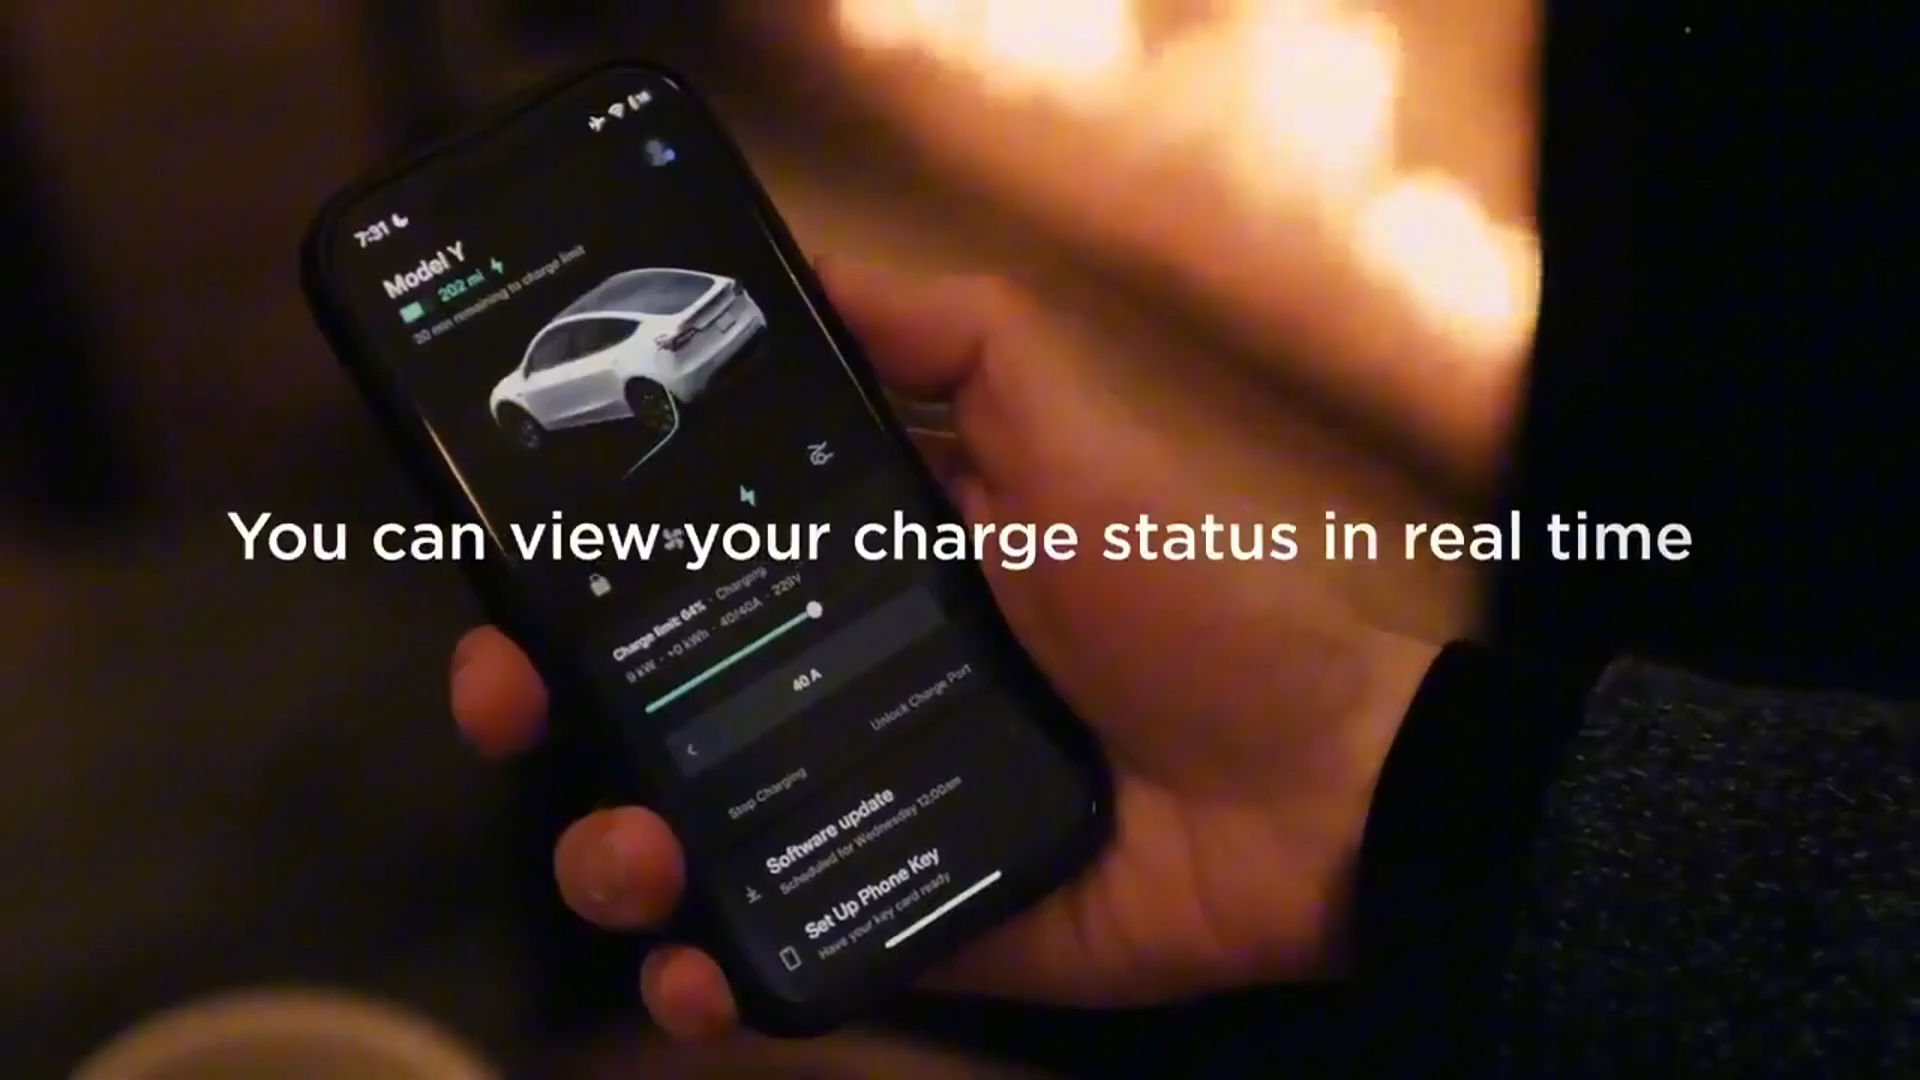 7:31
Model Y
202 mi
20 min remaining to charge limit
You can view your charge status in real time
Charge limit: 64% · Charging
9 kW · +0 kWh · 40/40A · 229V
40 A
Unlock Charge Port
Stop Charging
Software update
Scheduled for Wednesday 12:00am
Set Up Phone Key
Have your key card ready